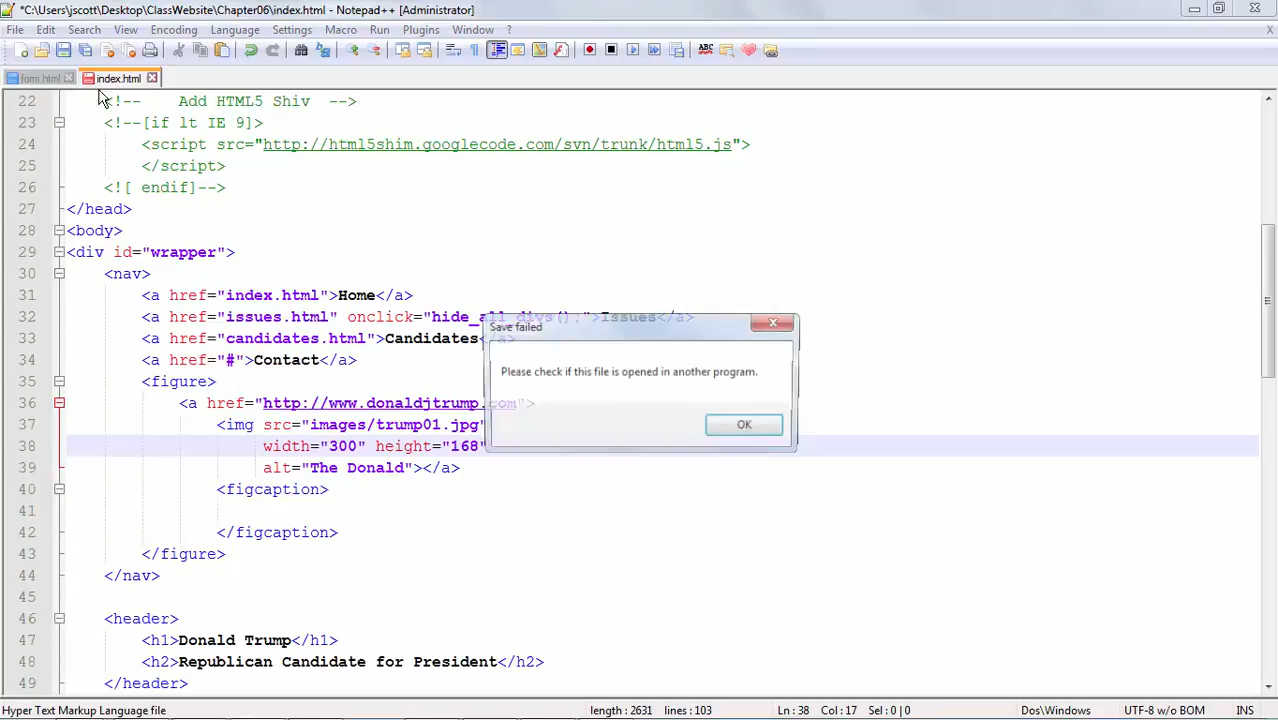 *C:\Users\jscott\Desktop\ClassWebsite\Chapter06\index.html - Notepad++ [Administrator]
File Edit Search View Encoding Language Settings Macro Run Plugins Window ? X
form.html index.html
22 <!-- Add HTML5 Shiv -->
23 <!--[if lt IE 9]>
24 <script src="http://html5shim.googlecode.com/svn/trunk/html5.js">
25 </script>
26 <![ endif]-->
27 </head>
28 <body>
29 <div id="wrapper">
30 <nav>
31 <a href="index.html">Home</a>
32 <a href="issues.html" onclick="hide_all_divs();">Issues</a>
33 <a href="candidates.html">Candidates</a>
34 <a href="#">Contact</a>
35 <figure>
36 <a href="http://www.donaldjtrump.com">
37 <img src="images/trump01.jpg"
38 width="300" height="168"
39 alt="The Donald"></a>
40 <figcaption>
41
42 </figcaption>
43 </figure>
44 </nav>
45
46 <header>
47 <h1>Donald Trump</h1>
48 <h2>Republican Candidate for President</h2>
49 </header>
Save failed
Please check if this file is opened in another program.
OK
Hyper Text Markup Language file length : 2631 lines : 103 Ln : 38 Col : 17 Sel : 0 | 0 Dos\Windows UTF-8 w/o BOM INS